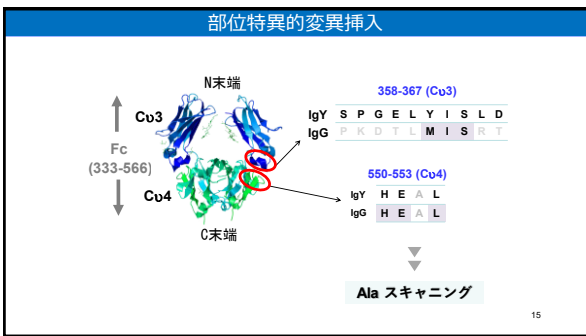 部位特異的変異挿入
N末端
Cυ3
Fc
(333-566)
Cυ4
C末端
358-367 (Cυ3)
IgY S P G E L Y I S L D
IgG P K D T L M I S R T
550-553 (Cυ4)
IgY H E A L
IgG H E A L
Ala スキャニング
15